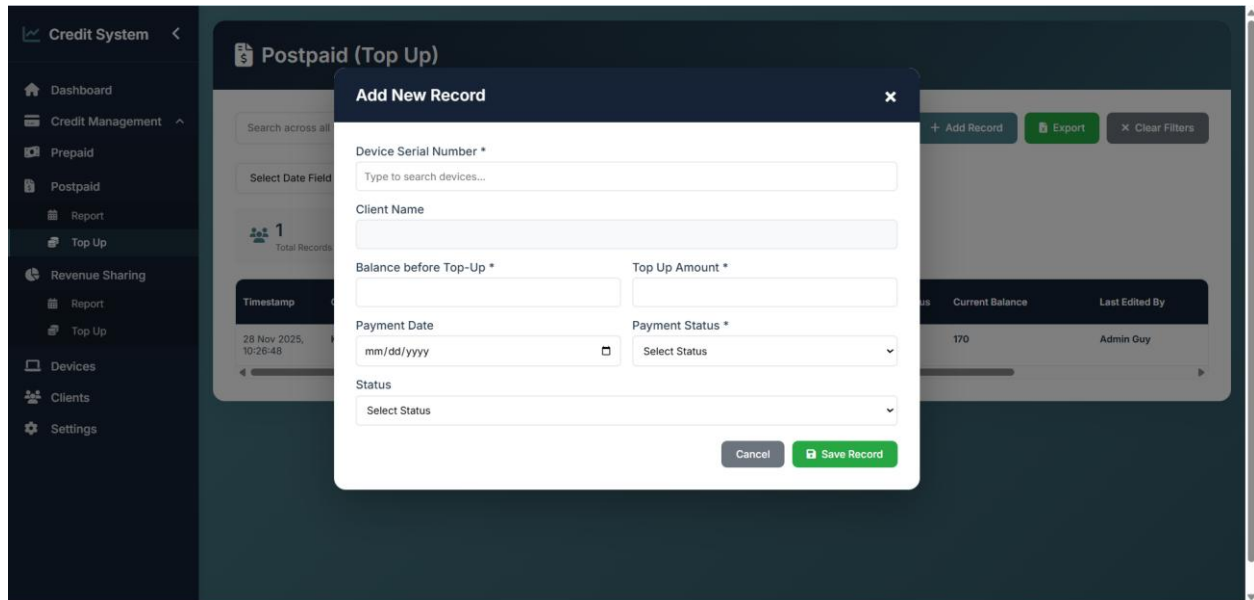 Credit System
Dashboard
Credit Management
Prepaid
Postpaid
Report
Top Up
Revenue Sharing
Report
Top Up
Devices
Clients
Settings
Postpaid (Top Up)
Search across all
+ Add Record
Export
× Clear Filters
Select Date Field
1
Total Records
Timestamp
us
Current Balance
Last Edited By
28 Nov 2025,
10:26:48
170
Admin Guy
Add New Record
Device Serial Number *
Type to search devices...
Client Name
Balance before Top-Up *
Top Up Amount *
Payment Date
Payment Status *
mm/dd/yyyy
Select Status
Status
Select Status
Cancel
Save Record